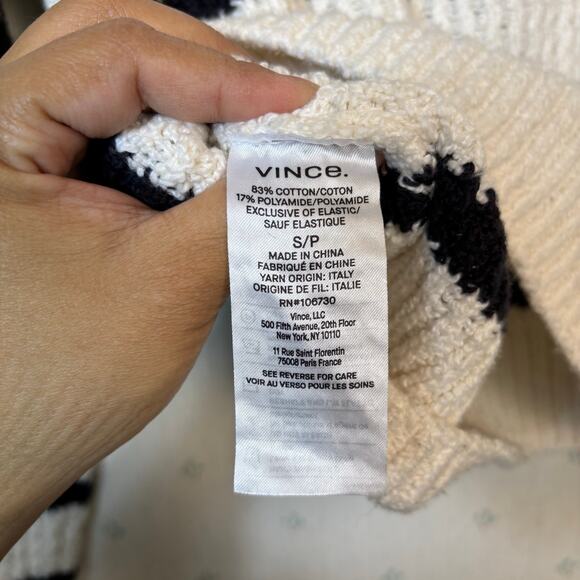 VINCe.
83% COTTON/COTON
17% POLYAMIDE/POLYAMIDE
EXCLUSIVE OF ELASTIC/
SAUF ELASTIQUE
S/P
MADE IN CHINA
FABRIQUÉ EN CHINE
YARN ORIGIN: ITALY
ORIGINE DE FIL: ITALIE
RN#106730
Vince, LLC
500 Fifth Avenue, 20th Floor
New York, NY 10110
11 Rue Saint Florentin
75008 Paris France
SEE REVERSE FOR CARE
VOIR AU VERSO POUR LES SOINS